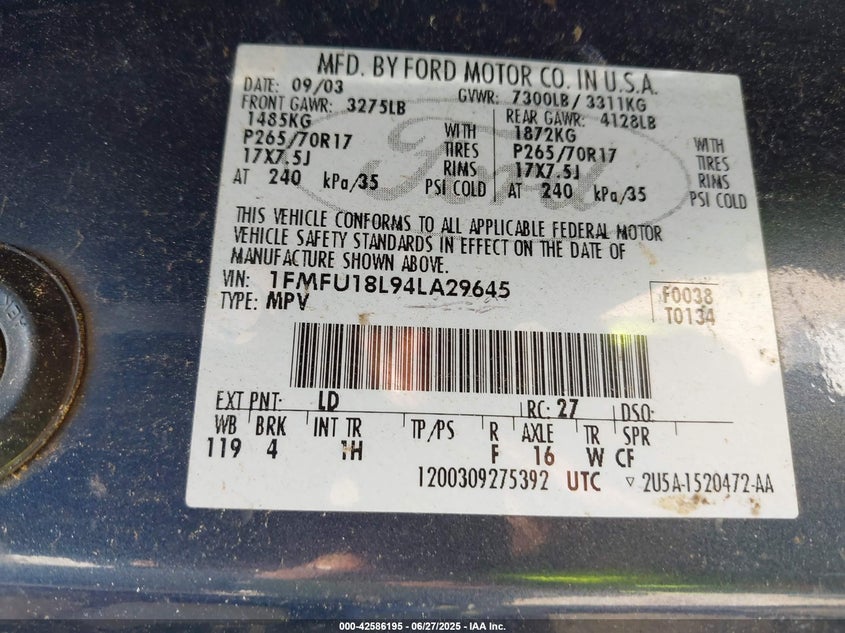 MFD. BY FORD MOTOR CO. IN U.S.A.
DATE: 09/03 GVWR: 7300LB/ 3311KG
FRONT GAWR: 3275LB REAR GAWR: 4128LB
1485KG WITH 1872KG WITH
P265/70R17 TIRES P265/70R17 TIRES
17X7.5J RIMS 17X7.5J RIMS
AT 240 kPa/35 PSI COLD AT 240 kPa/35 PSI COLD
Ford
THIS VEHICLE CONFORMS TO ALL APPLICABLE FEDERAL MOTOR
VEHICLE SAFETY STANDARDS IN EFFECT ON THE DATE OF
MANUFACTURE SHOWN ABOVE.
VIN: 1FMFU18L94LA29645 F0038
TYPE: MPV T0134
EXT PNT: LD RC: 27 DSO:
WB BRK INT TR TP/PS R AXLE TR SPR
119 4 1H F 16 W CF
1200309275392 UTC ▽ 2U5A-1520472-AA
000-42586195 - 06/27/2025 - IAA Inc.